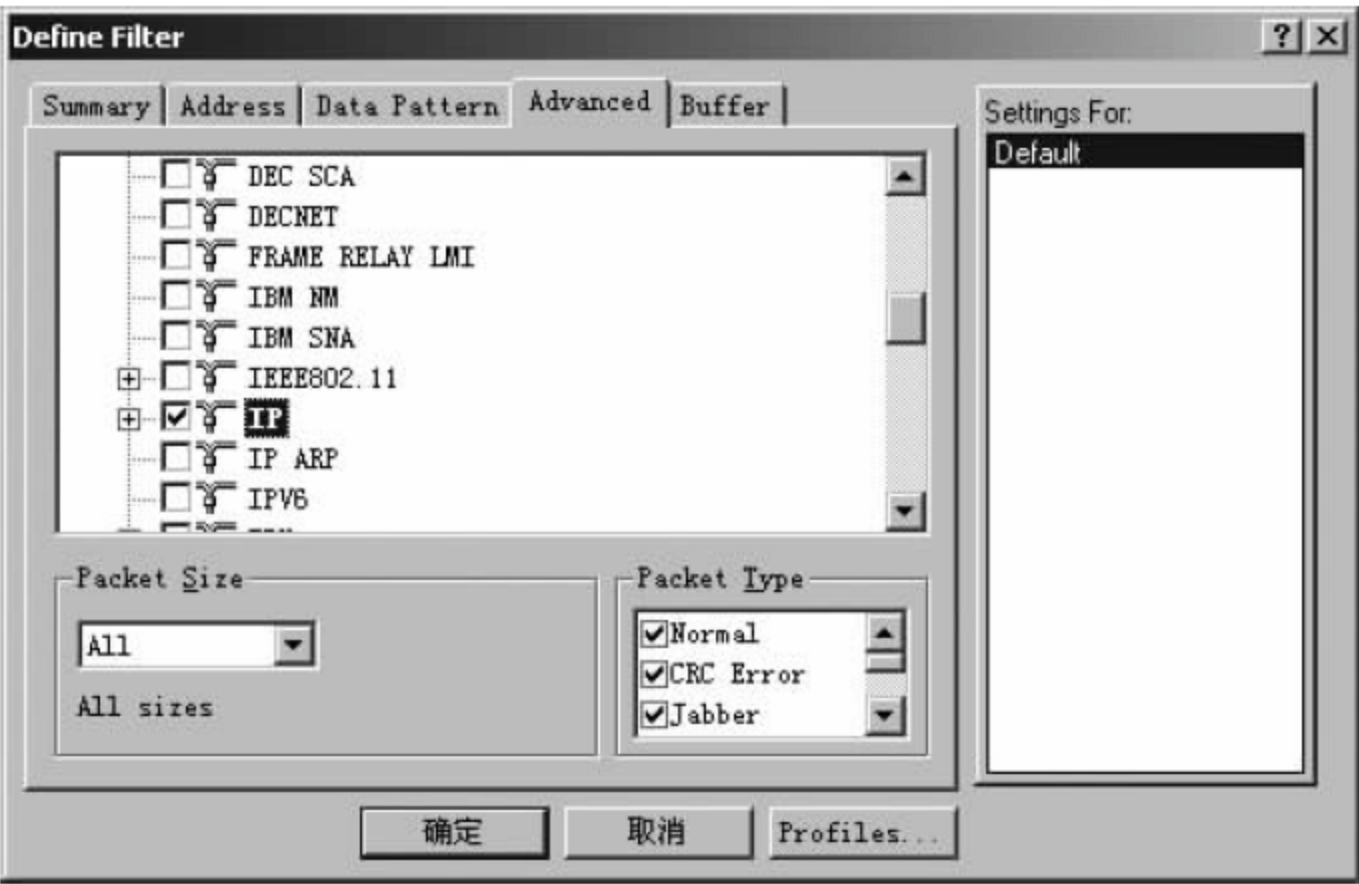 Define Filter
Summary Address Data Pattern Advanced Buffer
Settings For:
Default
DEC SCA
DECNET
FRAME RELAY LMI
IBM NM
IBM SNA
IEEE802.11
IP
IP ARP
IPV6
Packet Size
All
All sizes
Packet Type
Normal
CRC Error
Jabber
确定 取消 Profiles...